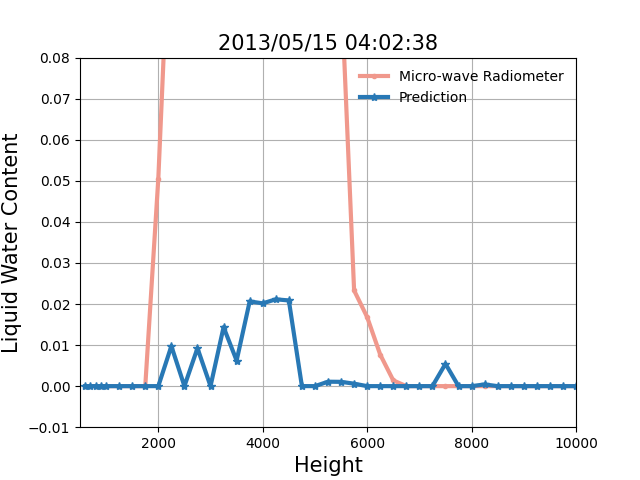 2013/05/15 04:02:38
0.08
0.07
0.06
0.05
0.04
0.03
0.02
0.01
0.00
−0.01
Liquid Water Content
Micro-wave Radiometer
Prediction
2000 4000 6000 8000 10000
Height